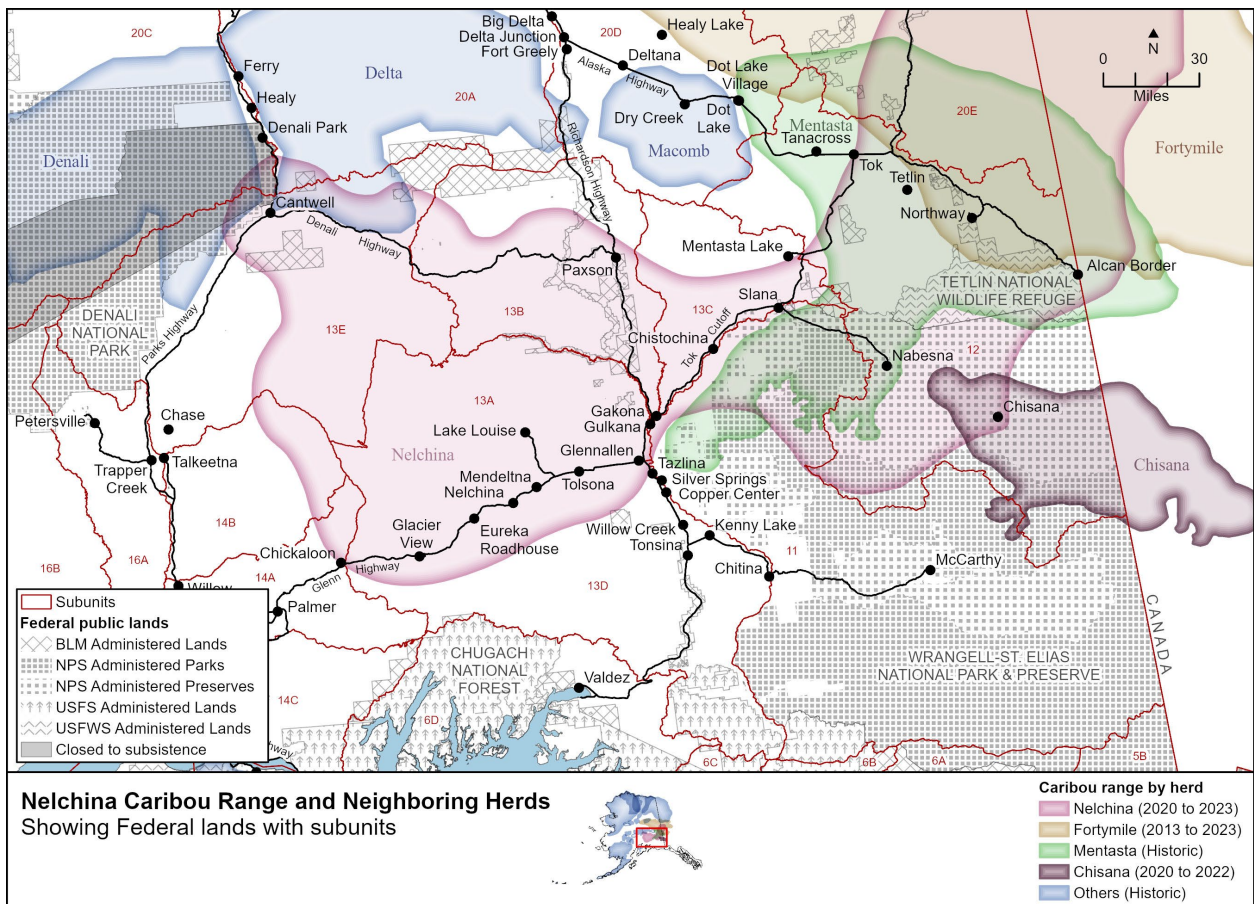 20C
Big Delta
Delta Junction
Fort Greely
20D
Healy Lake
Deltana
Alaska Highway
Dot Lake
Village
N
0 30
Miles
Ferry
Delta
20A
Healy
Denali Park
Dry Creek
Dot
Lake
Macomb
Mentasta
Tanacross
20E
Denali
Richardson Highway
Tok
Fortymile
Tetlin
Northway
Cantwell
Denali Highway
Mentasta Lake
Paxson
Alcan Border
TETLIN NATIONAL
WILDLIFE REFUGE
Slana
DENALI
NATIONAL
PARK
Parks Highway
13E
13B
13C
Chistochina
Tok Cutoff
12
Nabesna
Petersville
Chase
13A
Gakona
Gulkana
Chisana
Lake Louise
Nelchina
Glennallen
Trapper
Creek
Talkeetna
Mendeltna
Nelchina
Tolsona
Tazlina
Silver Springs
Copper Center
Chisana
14B
Glacier
View
Eureka
Roadhouse
Willow Creek
Tonsina
Kenny Lake
16B
16A
Chickaloon
14A
Glenn Highway
11
McCarthy
Chitina
Willow
13D
Palmer
CANADA
CHUGACH
NATIONAL
FOREST
WRANGELL-ST. ELIAS
NATIONAL PARK & PRESERVE
Valdez
14C
6D
6C
6B
6A
5B
Subunits
Federal public lands
BLM Administered Lands
NPS Administered Parks
NPS Administered Preserves
USFS Administered Lands
USFWS Administered Lands
Closed to subsistence
Nelchina Caribou Range and Neighboring Herds
Showing Federal lands with subunits
Caribou range by herd
Nelchina (2020 to 2023)
Fortymile (2013 to 2023)
Mentasta (Historic)
Chisana (2020 to 2022)
Others (Historic)